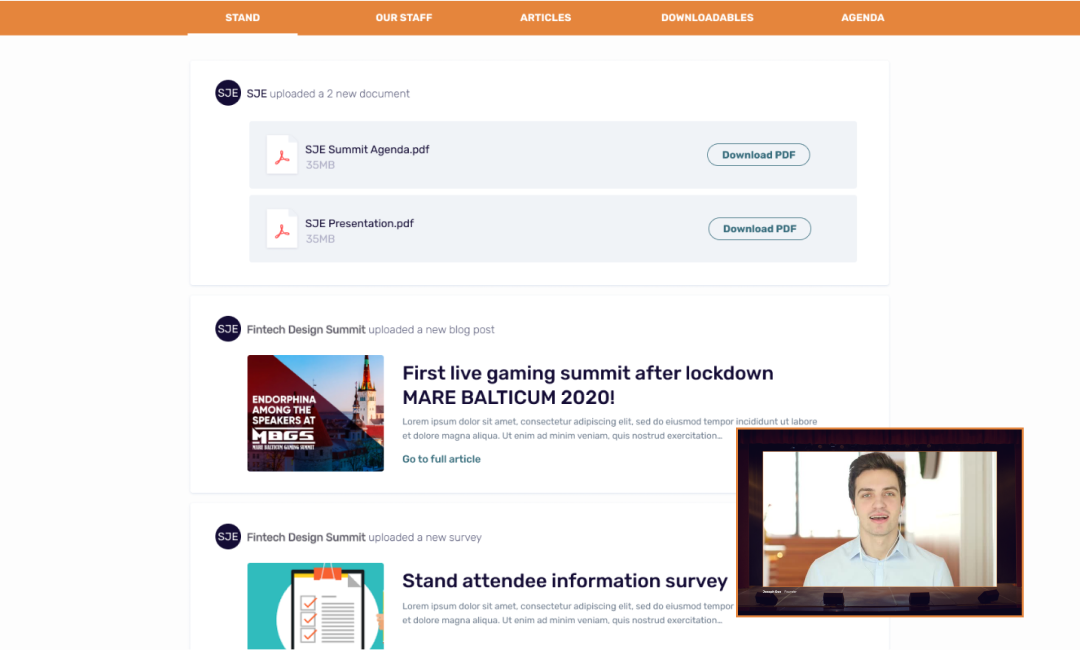 STAND OUR STAFF ARTICLES DOWNLOADABLES AGENDA
SJE SJE uploaded a 2 new document
SJE Summit Agenda.pdf
35MB
Download PDF
SJE Presentation.pdf
35MB
Download PDF
SJE Fintech Design Summit uploaded a new blog post
ENDORPHINA
AMONG THE
SPEAKERS AT
MBGS
MARE BALTICUM GAMING SUMMIT
First live gaming summit after lockdown
MARE BALTICUM 2020!
Lorem ipsum dolor sit amet, consectetur adipiscing elit, sed do eiusmod tempor incididunt ut labore
et dolore magna aliqua. Ut enim ad minim veniam, quis nostrud exercitation...
Go to full article
SJE Fintech Design Summit uploaded a new survey
Stand attendee information survey
Lorem ipsum dolor sit amet, consectetur adipiscing elit, sed do eiusmod tempor
et dolore magna aliqua. Ut enim ad minim veniam, quis nostrud exercitation...